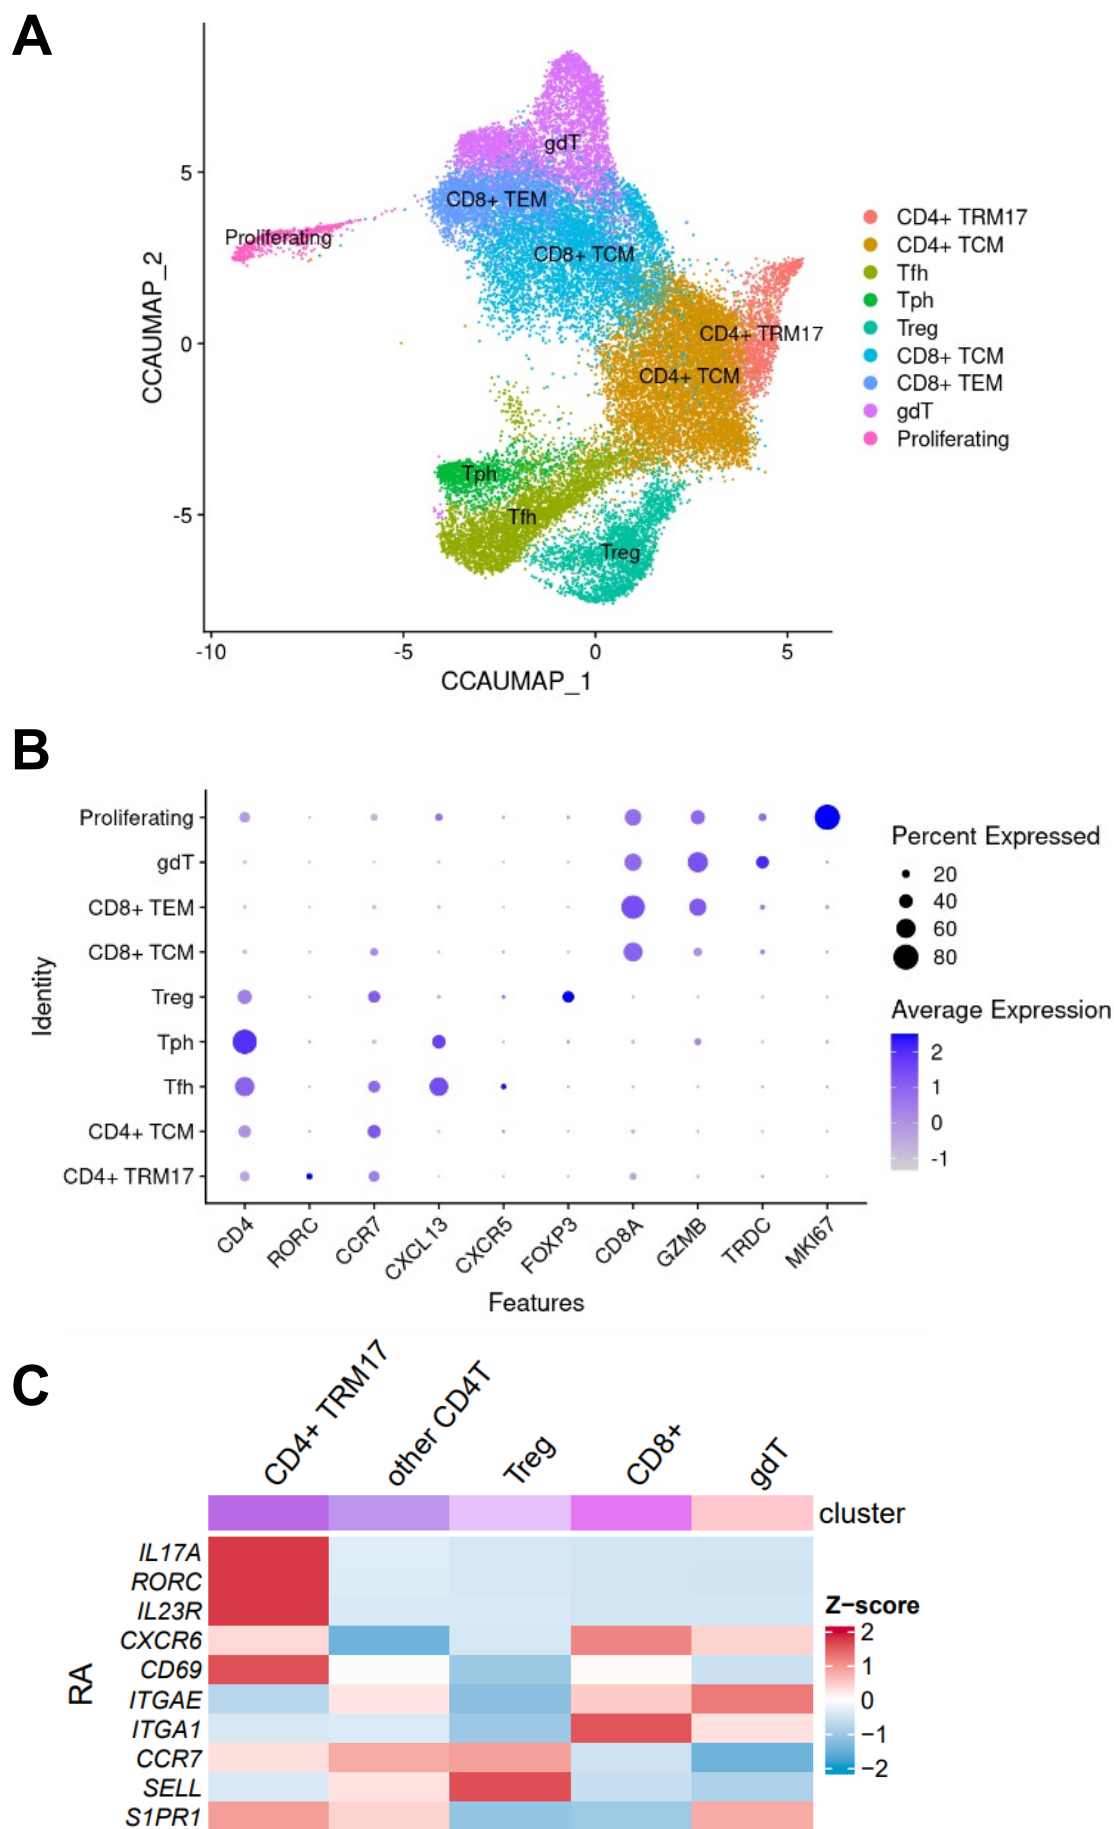 A
5
0
-5
CCAUMAP_2
-10
-5
0
5
CCAUMAP_1
gdT
CD8+ TEM
Proliferating
CD8+ TCM
CD4+ TRM17
CD4+ TCM
Tph
Tfh
Treg
CD4+ TRM17
CD4+ TCM
Tfh
Tph
Treg
CD8+ TCM
CD8+ TEM
gdT
Proliferating
B
Identity
Proliferating
gdT
CD8+ TEM
CD8+ TCM
Treg
Tph
Tfh
CD4+ TCM
CD4+ TRM17
CD4
RORC
CCR7
CXCL13
CXCR5
FOXP3
CD8A
GZMB
TRDC
MKI67
Features
Percent Expressed
20
40
60
80
Average Expression
2
1
0
-1
C
CD4+ TRM17
other CD4T
Treg
CD8+
gdT
cluster
RA
IL17A
RORC
IL23R
CXCR6
CD69
ITGAE
ITGA1
CCR7
SELL
S1PR1
Z−score
2
1
0
−1
−2